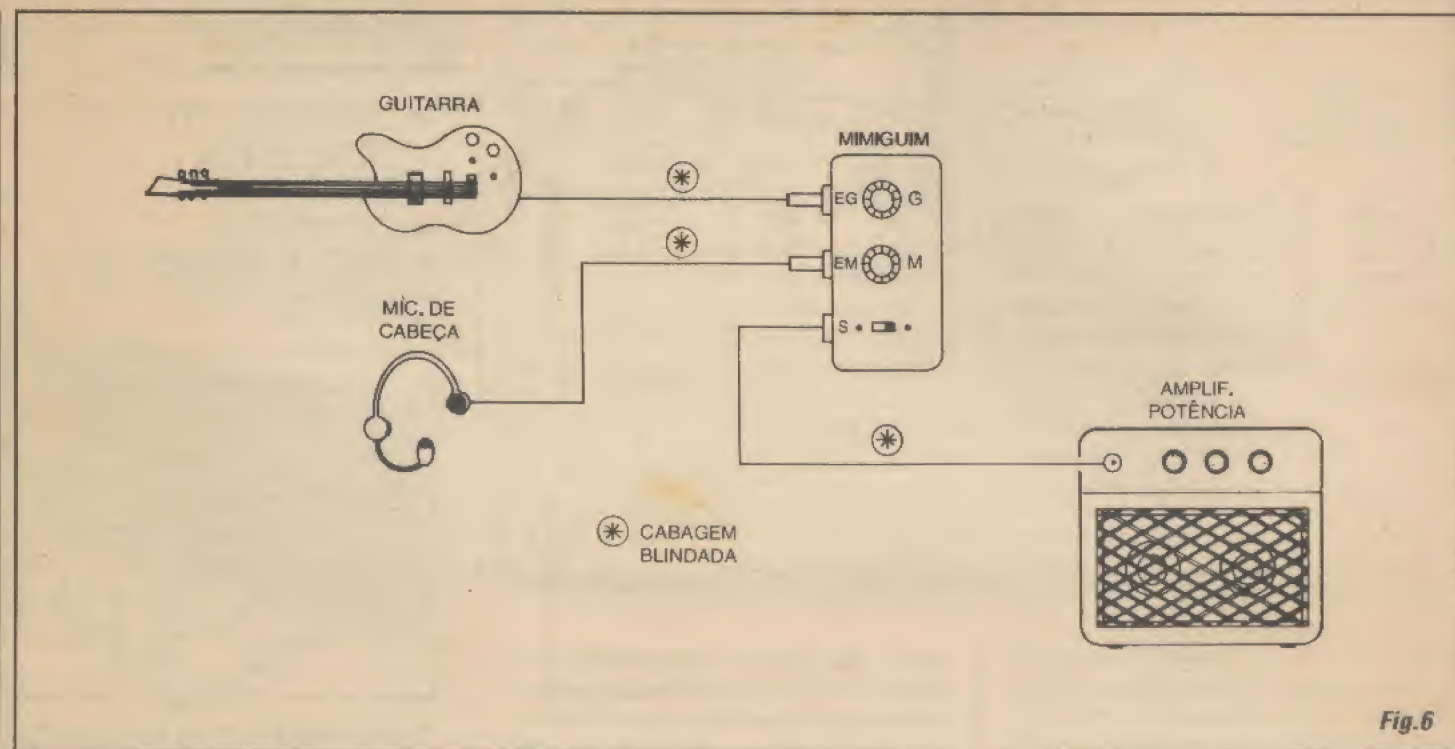 GUITARRA
MIMIGUIM
EG G
EM M
S
MÍC. DE
CABEÇA
AMPLIF.
POTÊNCIA
* CABAGEM
BLINDADA
Fig.6